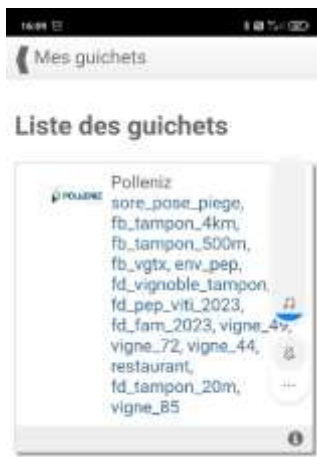 16:09
Mes guichets
Liste des guichets
POLLENIZ
Polleniz
sore_pose_piege,
fb_tampon_4km,
fb_tampon_500m,
fb_vgtx, env_pep,
fd_vignoble_tampon,
fd_pep_viti_2023,
fd_fam_2023, vigne_49,
vigne_72, vigne_44,
restaurant,
fd_tampon_20m,
vigne_85